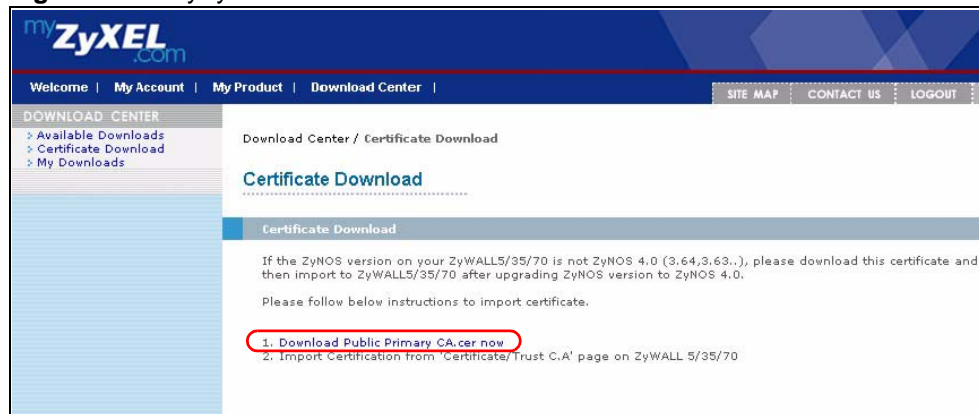 myZyXEL.com
Welcome | My Account | My Product | Download Center |
SITE MAP CONTACT US LOGOUT
DOWNLOAD CENTER
Available Downloads
Certificate Download
My Downloads
Download Center / Certificate Download
Certificate Download
Certificate Download
If the ZyNOS version on your ZyWALL5/35/70 is not ZyNOS 4.0 (3.64,3.63..), please download this certificate and
then import to ZyWALL5/35/70 after upgrading ZyNOS version to ZyNOS 4.0.
Please follow below instructions to import certificate.
1. Download Public Primary CA.cer now
2. Import Certification from 'Certificate/Trust C.A' page on ZyWALL 5/35/70